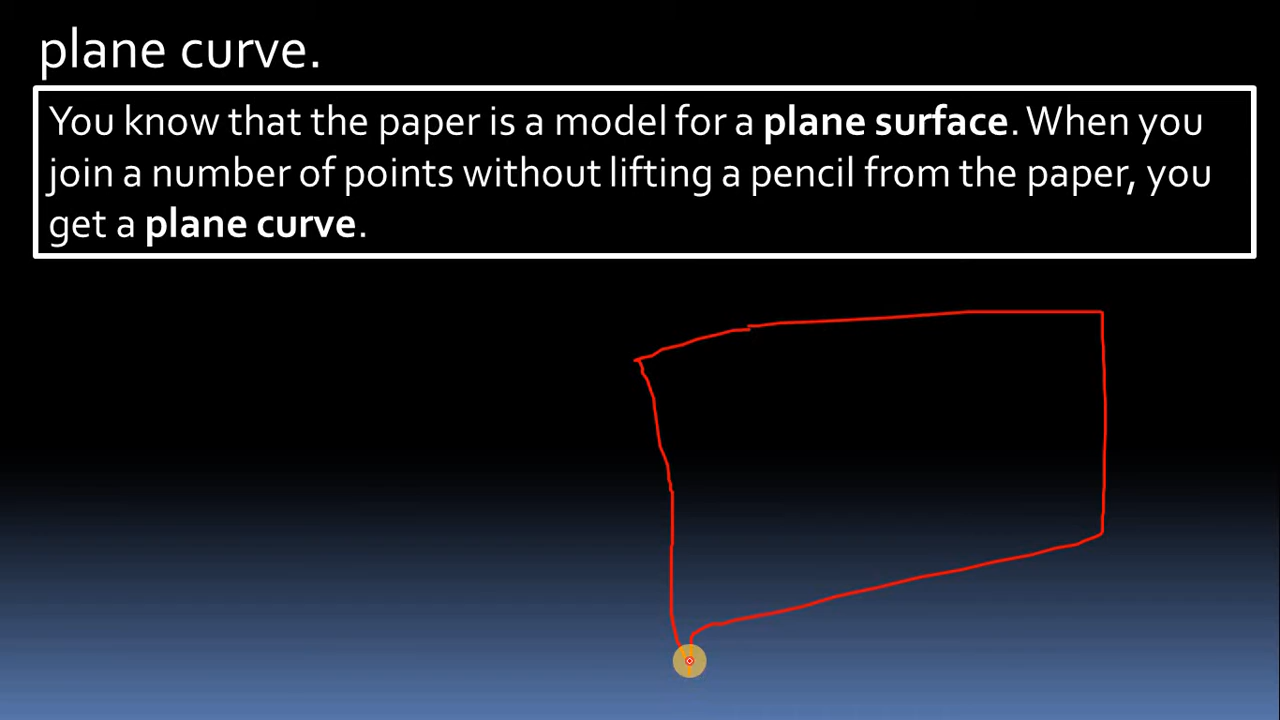 plane curve.
You know that the paper is a model for a plane surface. When you
join a number of points without lifting a pencil from the paper, you
get a plane curve.